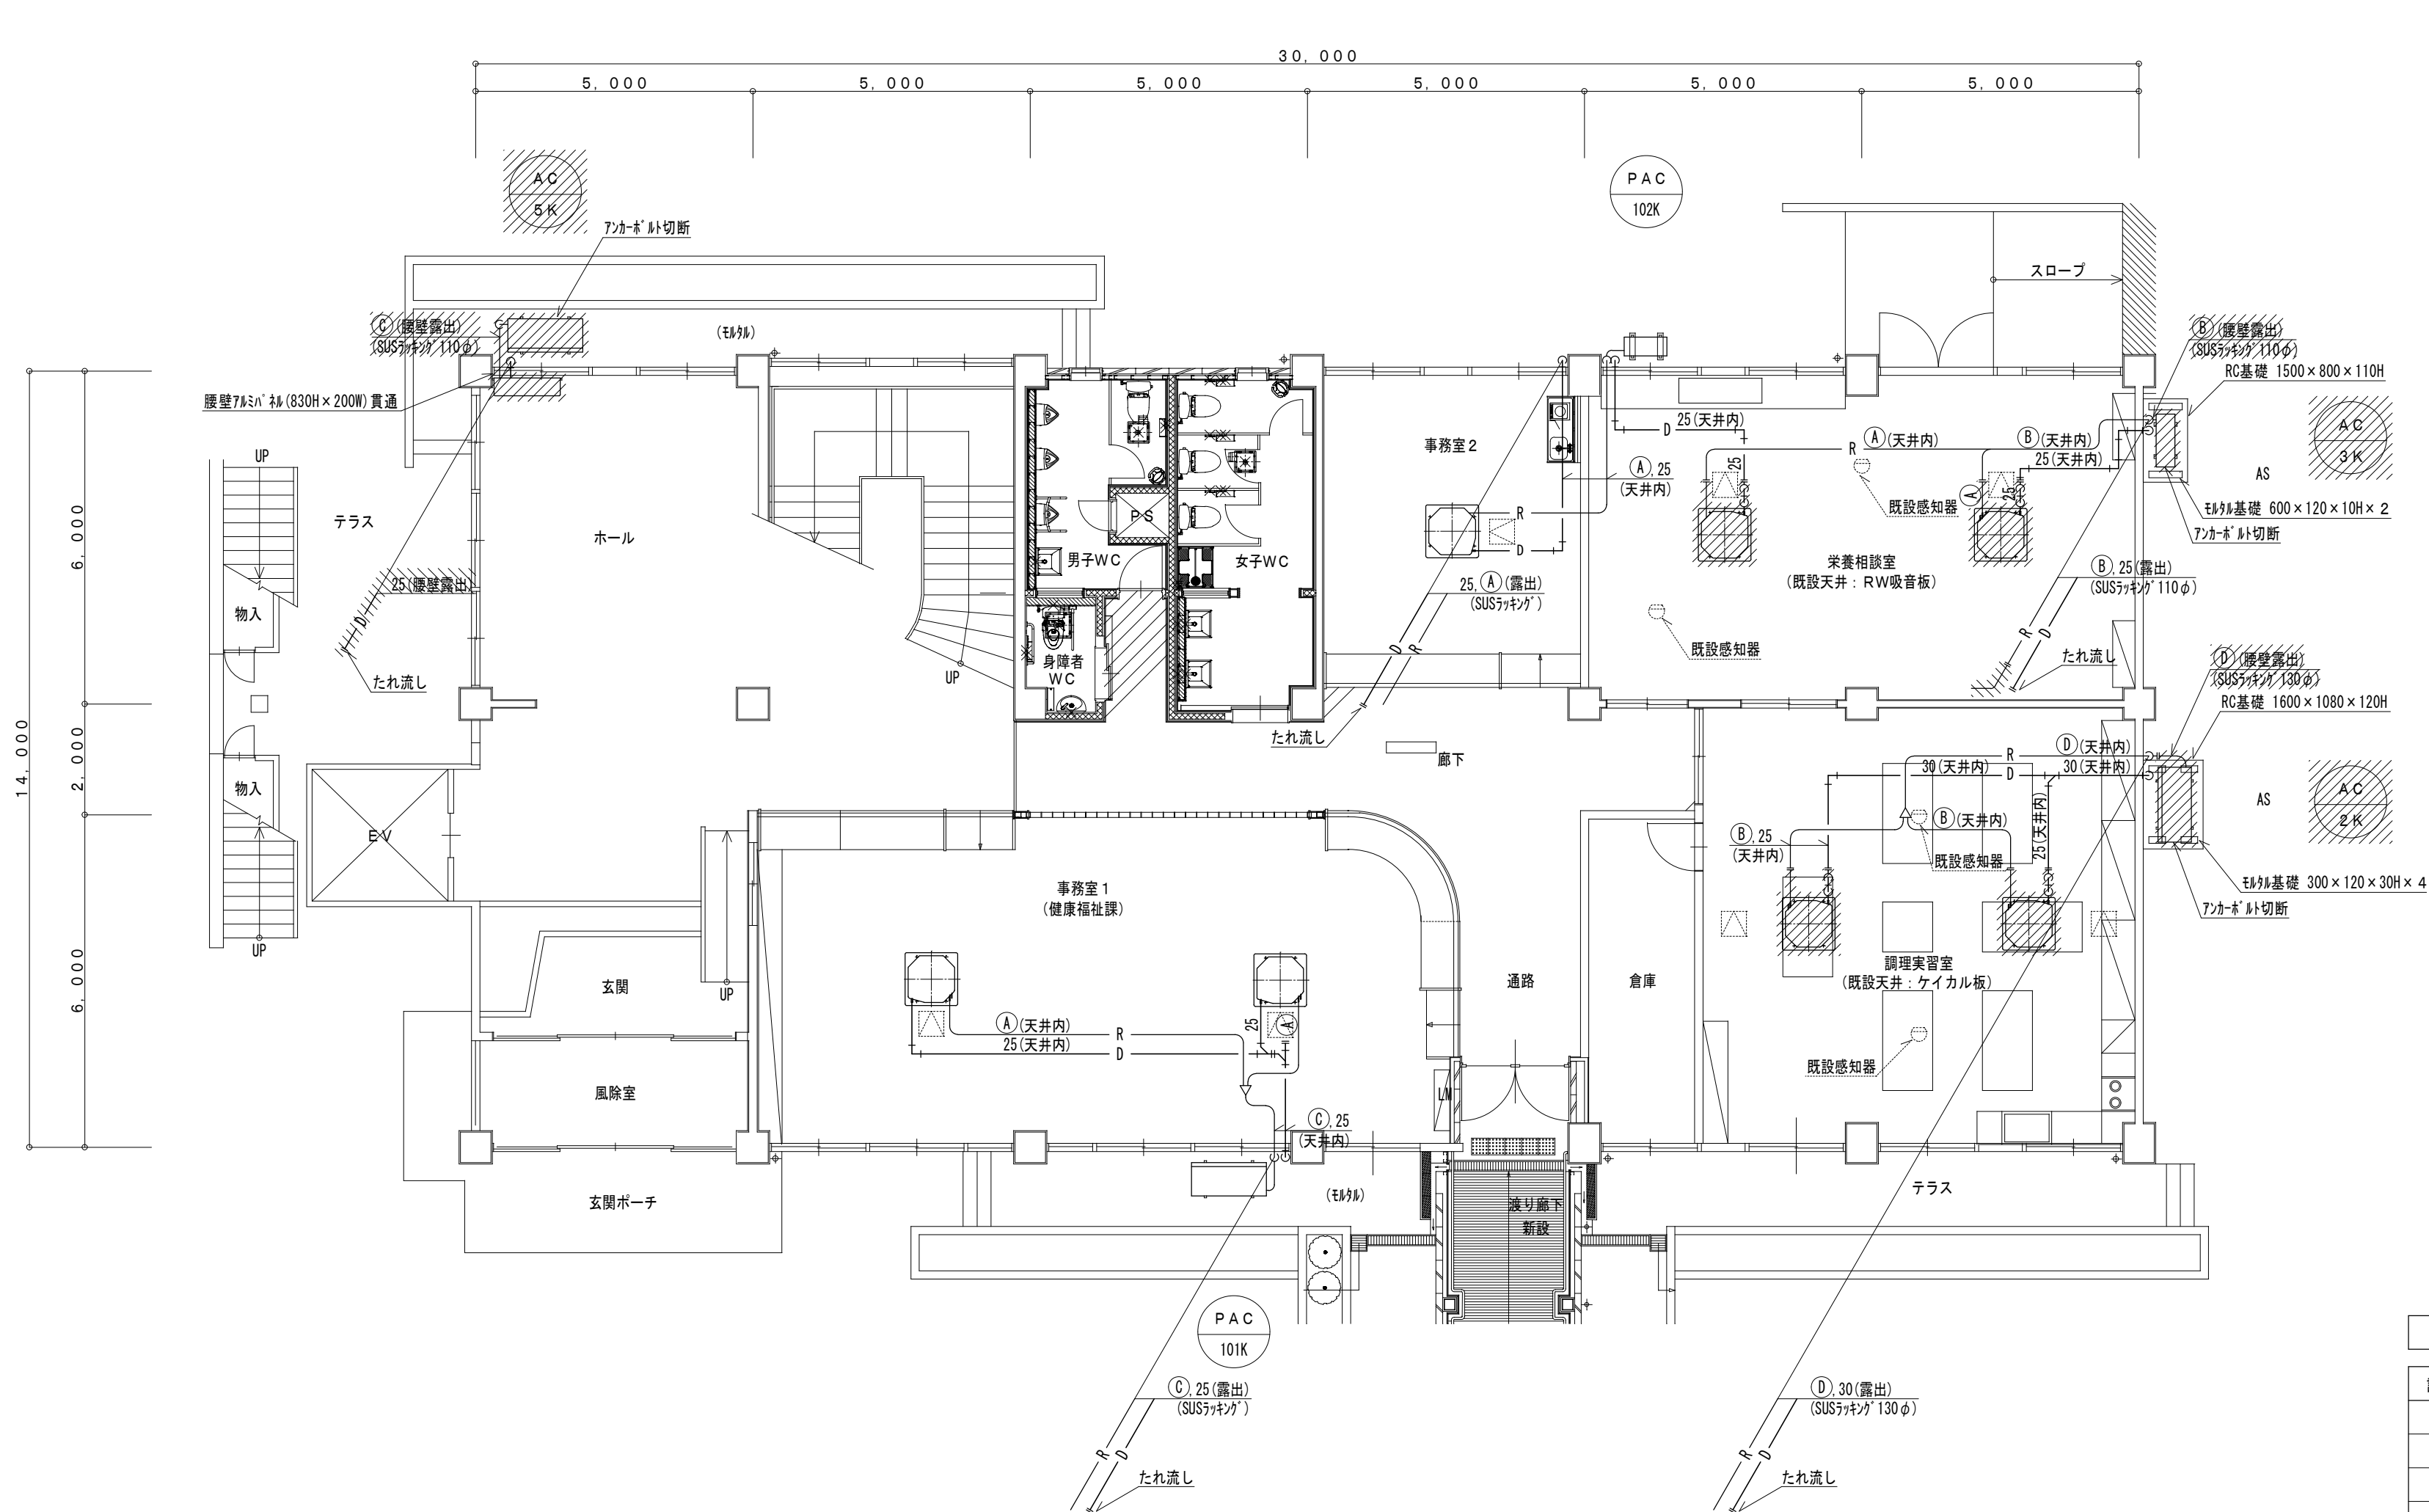 30,000
5,000
5,000
5,000
5,000
5,000
5,000
AC
5K
PAC
102K
アンカーボルト切断
スロープ
C(腰壁露出)
(SUSラッキング110φ)
(モルタル)
B(腰壁露出)
(SUSラッキング110φ)
RC基礎 1500×800×110H
腰壁アルミパネル(830H×200W)貫通
AC
3K
AS
モルタル基礎 600×120×10H×2
アンカーボルト切断
14,000
6,000
2,000
6,000
UP
テラス
ホール
事務室2
D
25(天井内)
25
A,25
(天井内)
R
A(天井内)
B(天井内)
25(天井内)
A
25
既設感知器
R
D
PS
男子WC
女子WC
栄養相談室
(既設天井:RW吸音板)
B,25(露出)
(SUSラッキング110φ)
25(腰壁露出)
25,A(露出)
(SUSラッキング)
物入
D
D
R
R
D
既設感知器
身障者
WC
UP
たれ流し
たれ流し
D(腰壁露出)
(SUSラッキング130φ)
RC基礎 1600×1080×120H
たれ流し
廊下
R
D(天井内)
30(天井内)
D
30(天井内)
物入
B,25
(天井内)
B(天井内)
25(天井内)
既設感知器
AS
AC
2K
EV
モルタル基礎 300×120×30H×4
アンカーボルト切断
事務室1
(健康福祉課)
UP
玄関
UP
通路
倉庫
調理実習室
(既設天井:ケイカル板)
A(天井内)
R
25(天井内)
D
25
A
既設感知器
風除室
LM
C,25
(天井内)
玄関ポーチ
(モルタル)
渡り廊下
新設
テラス
PAC
101K
C,25(露出)
(SUSラッキング)
D,30(露出)
(SUSラッキング130φ)
R
D
R
D
たれ流し
たれ流し